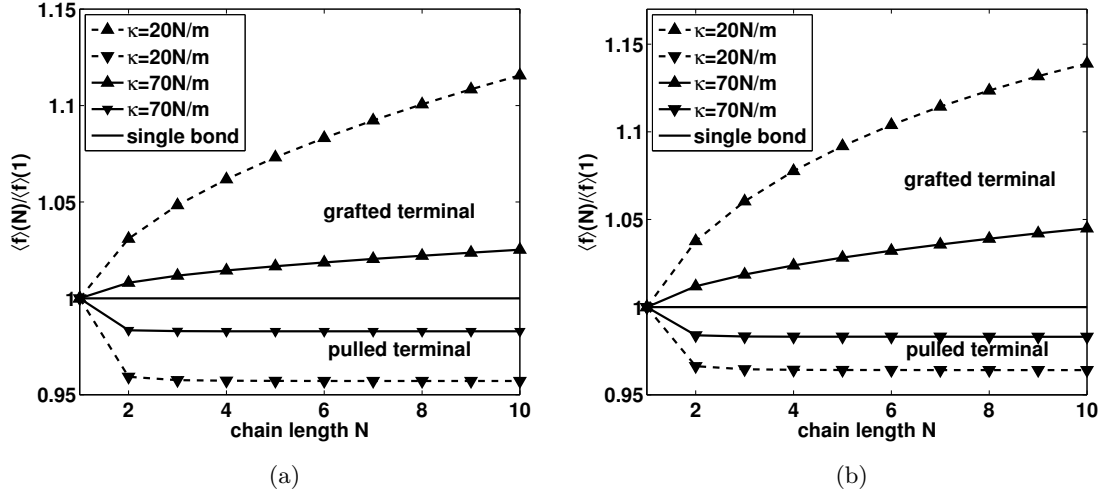 1.15
1.1
1.05
1
0.95
⟨f⟩(N)/⟨f⟩(1)
κ=20N/m
κ=20N/m
κ=70N/m
κ=70N/m
single bond
grafted terminal
pulled terminal
2 4 6 8 10
chain length N
(a)
1.15
1.1
1.05
1
0.95
⟨f⟩(N)/⟨f⟩(1)
κ=20N/m
κ=20N/m
κ=70N/m
κ=70N/m
single bond
grafted terminal
pulled terminal
2 4 6 8 10
chain length N
(b)